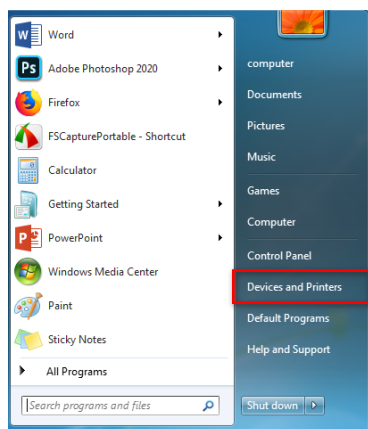 Word
Adobe Photoshop 2020
Firefox
FSCapturePortable - Shortcut
Calculator
Getting Started
PowerPoint
Windows Media Center
Paint
Sticky Notes
All Programs
Search programs and files
computer
Documents
Pictures
Music
Games
Computer
Control Panel
Devices and Printers
Default Programs
Help and Support
Shut down